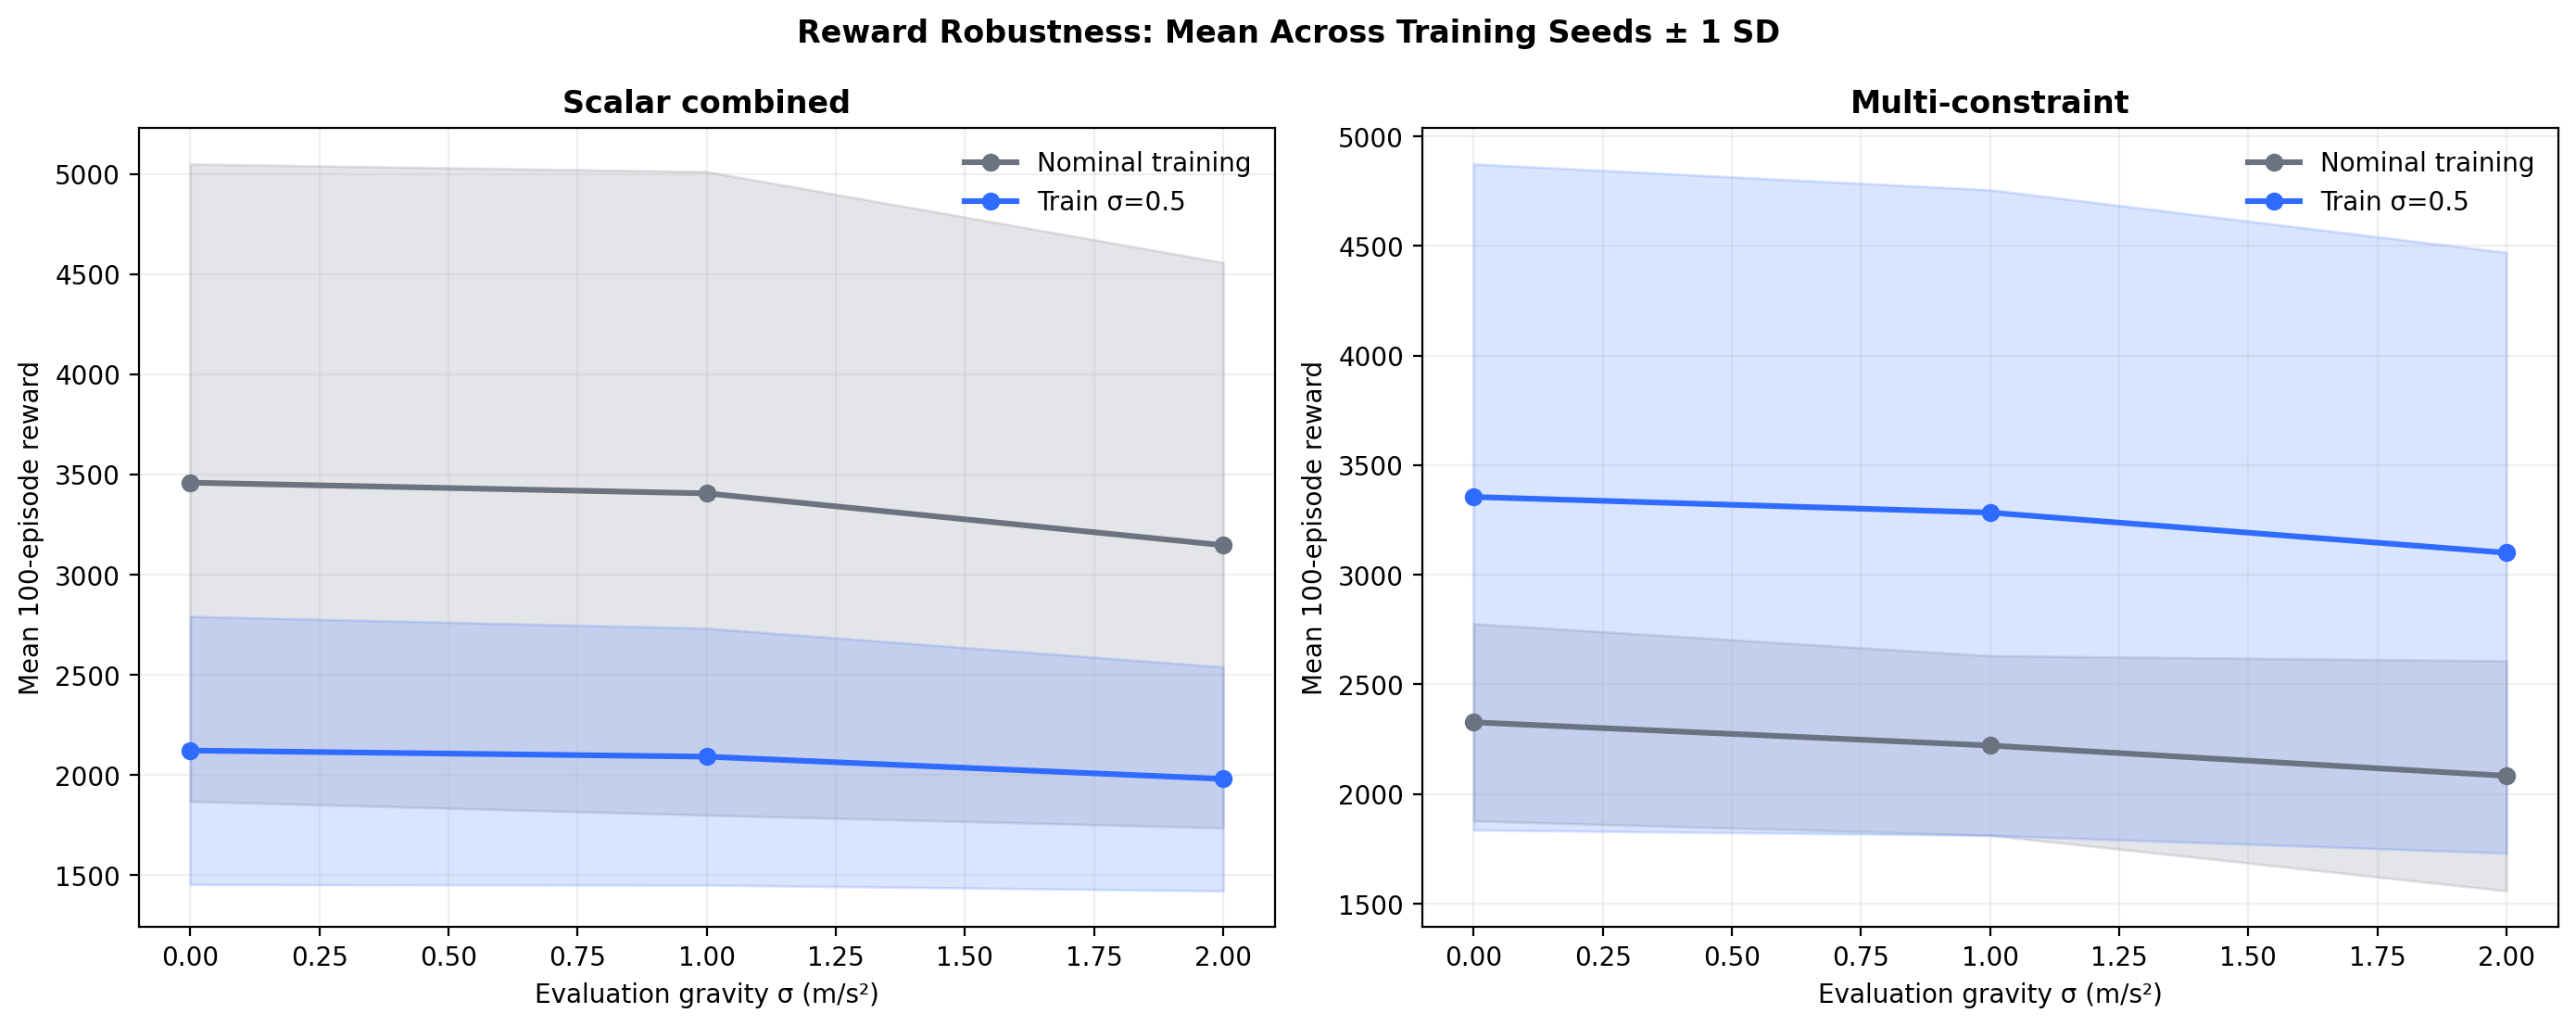 Reward Robustness: Mean Across Training Seeds ± 1 SD
Scalar combined
Mean 100-episode reward
5000
4500
4000
3500
3000
2500
2000
1500
Nominal training
Train σ=0.5
0.00 0.25 0.50 0.75 1.00 1.25 1.50 1.75 2.00
Evaluation gravity σ (m/s²)
Multi-constraint
Mean 100-episode reward
5000
4500
4000
3500
3000
2500
2000
1500
Nominal training
Train σ=0.5
0.00 0.25 0.50 0.75 1.00 1.25 1.50 1.75 2.00
Evaluation gravity σ (m/s²)